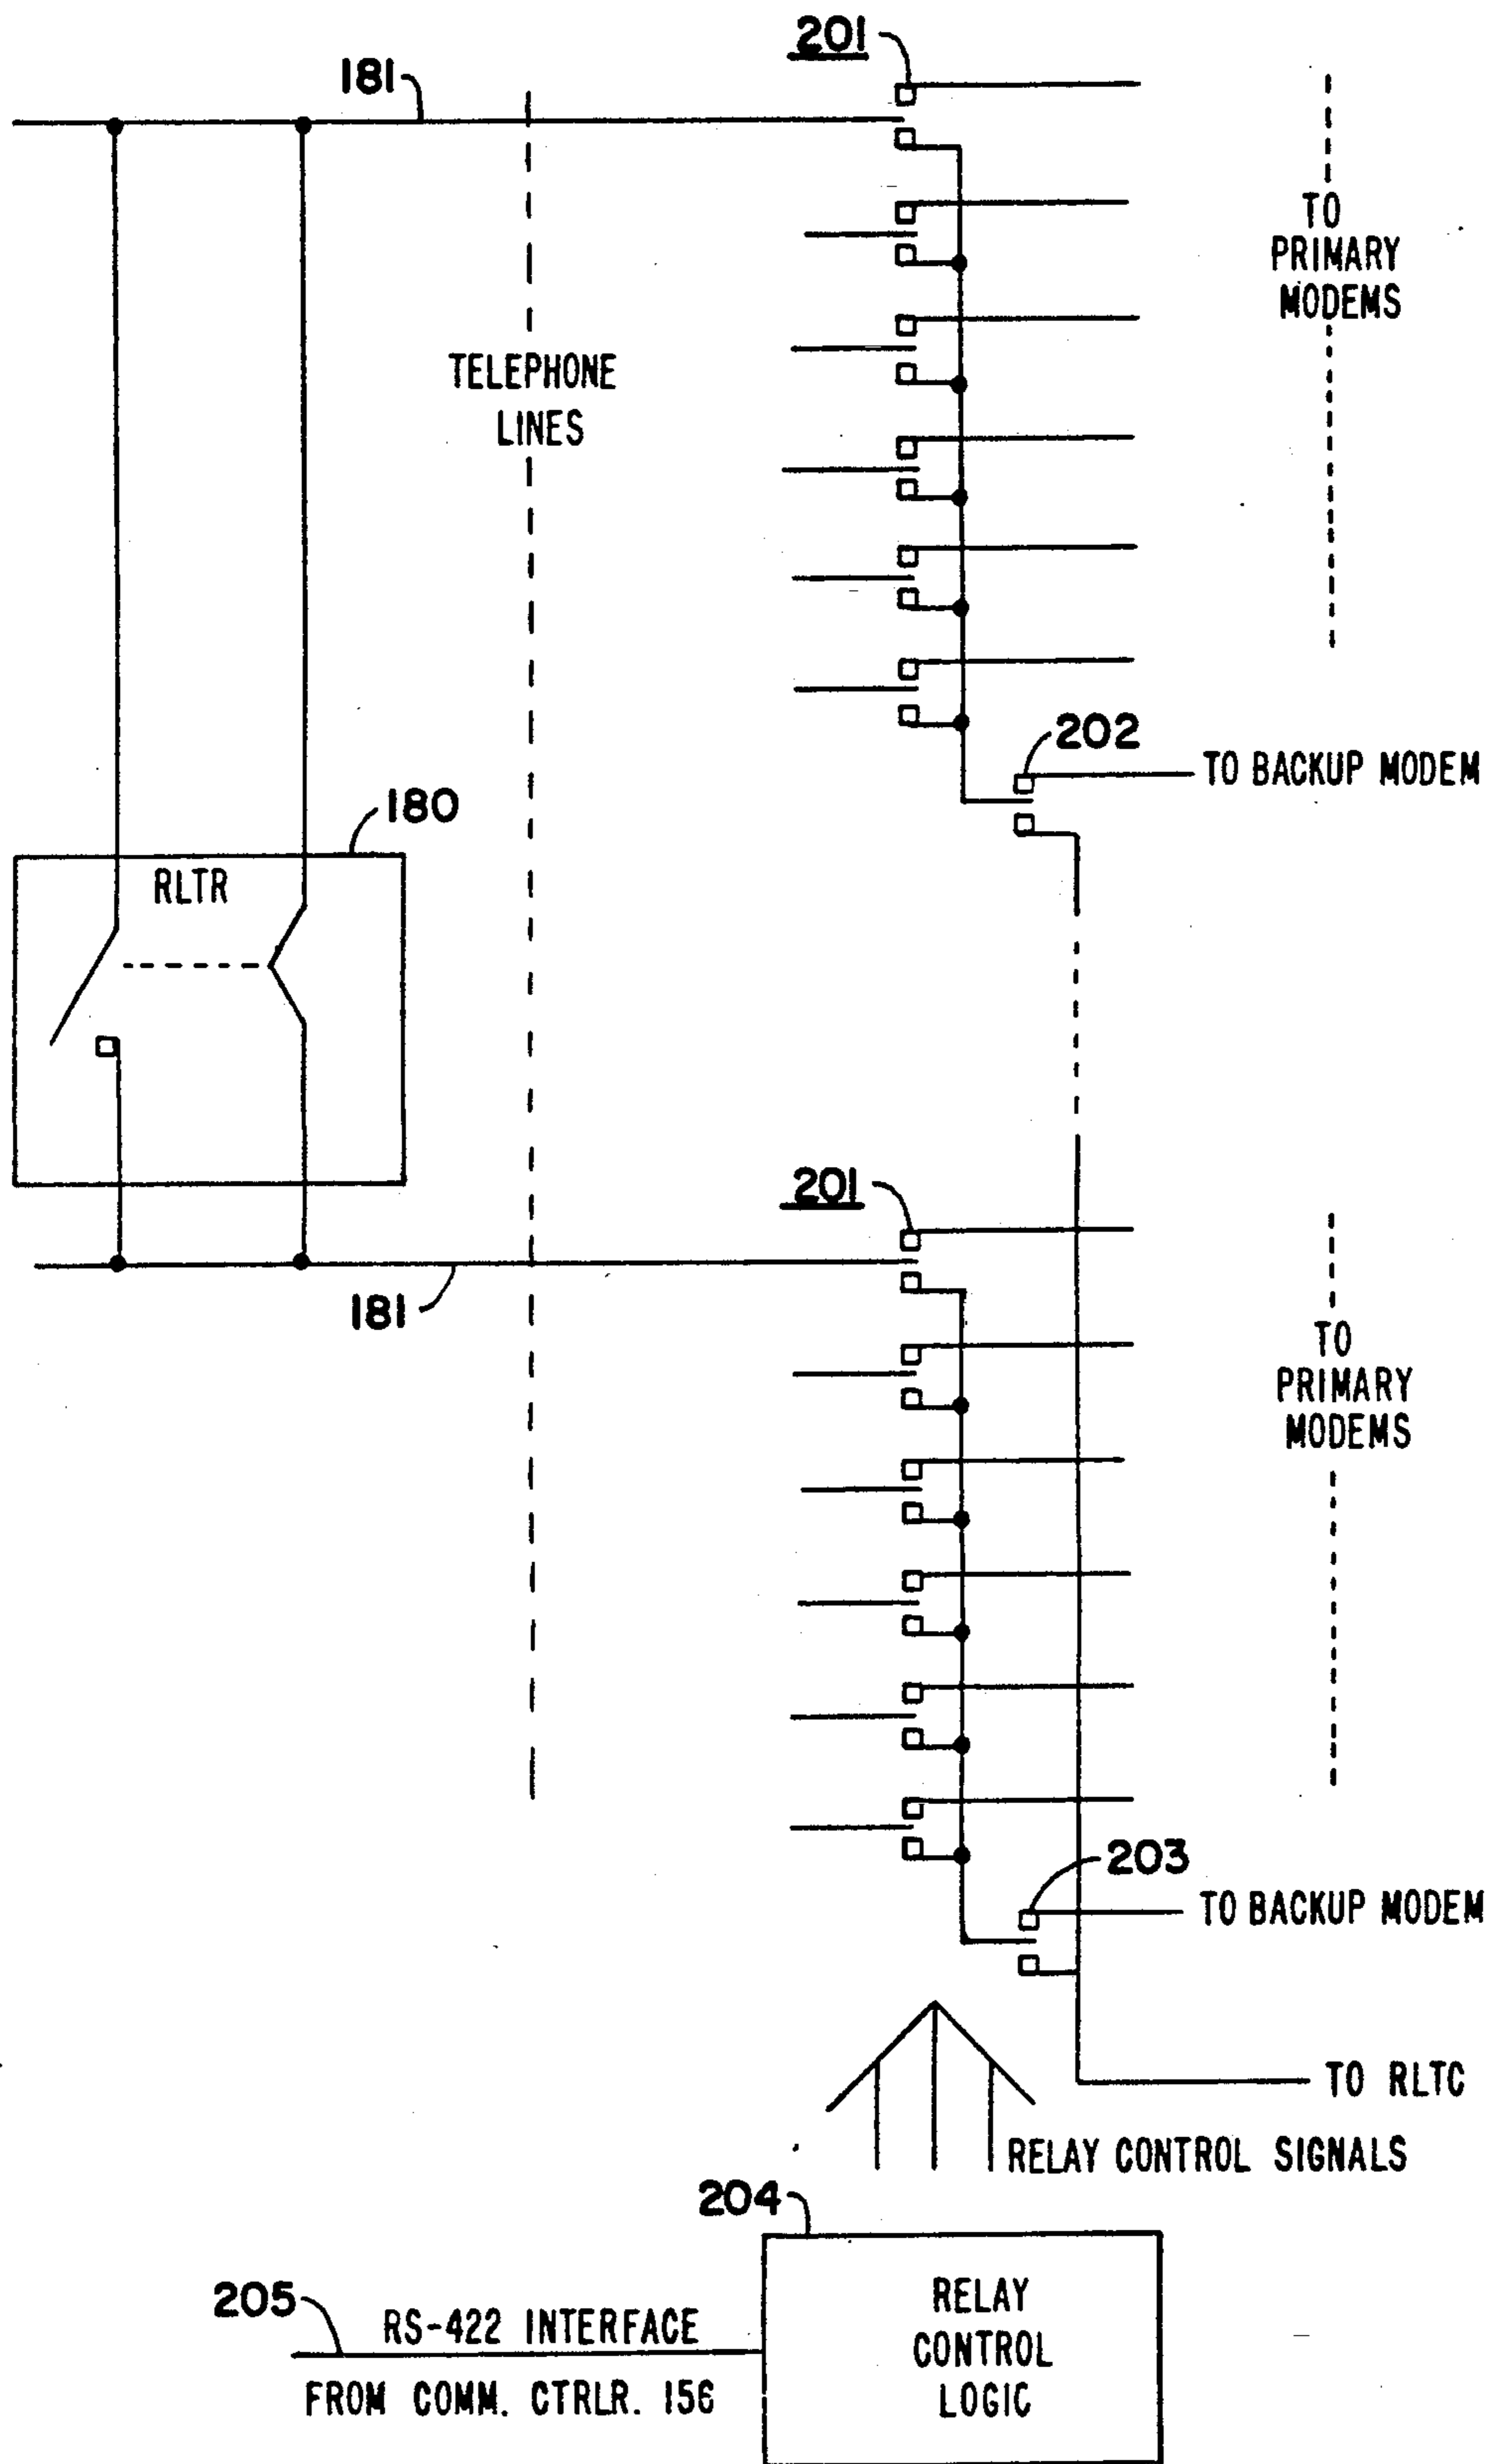 201
181
TO
PRIMARY
MODEMS
TELEPHONE
LINES
202
TO BACKUP MODEM
180
RLTR
201
181
TO
PRIMARY
MODEMS
203
TO BACKUP MODEM
TO RLTC
RELAY CONTROL SIGNALS
204
205
RS-422 INTERFACE
FROM COMM. CTRLR. 156
RELAY
CONTROL
LOGIC